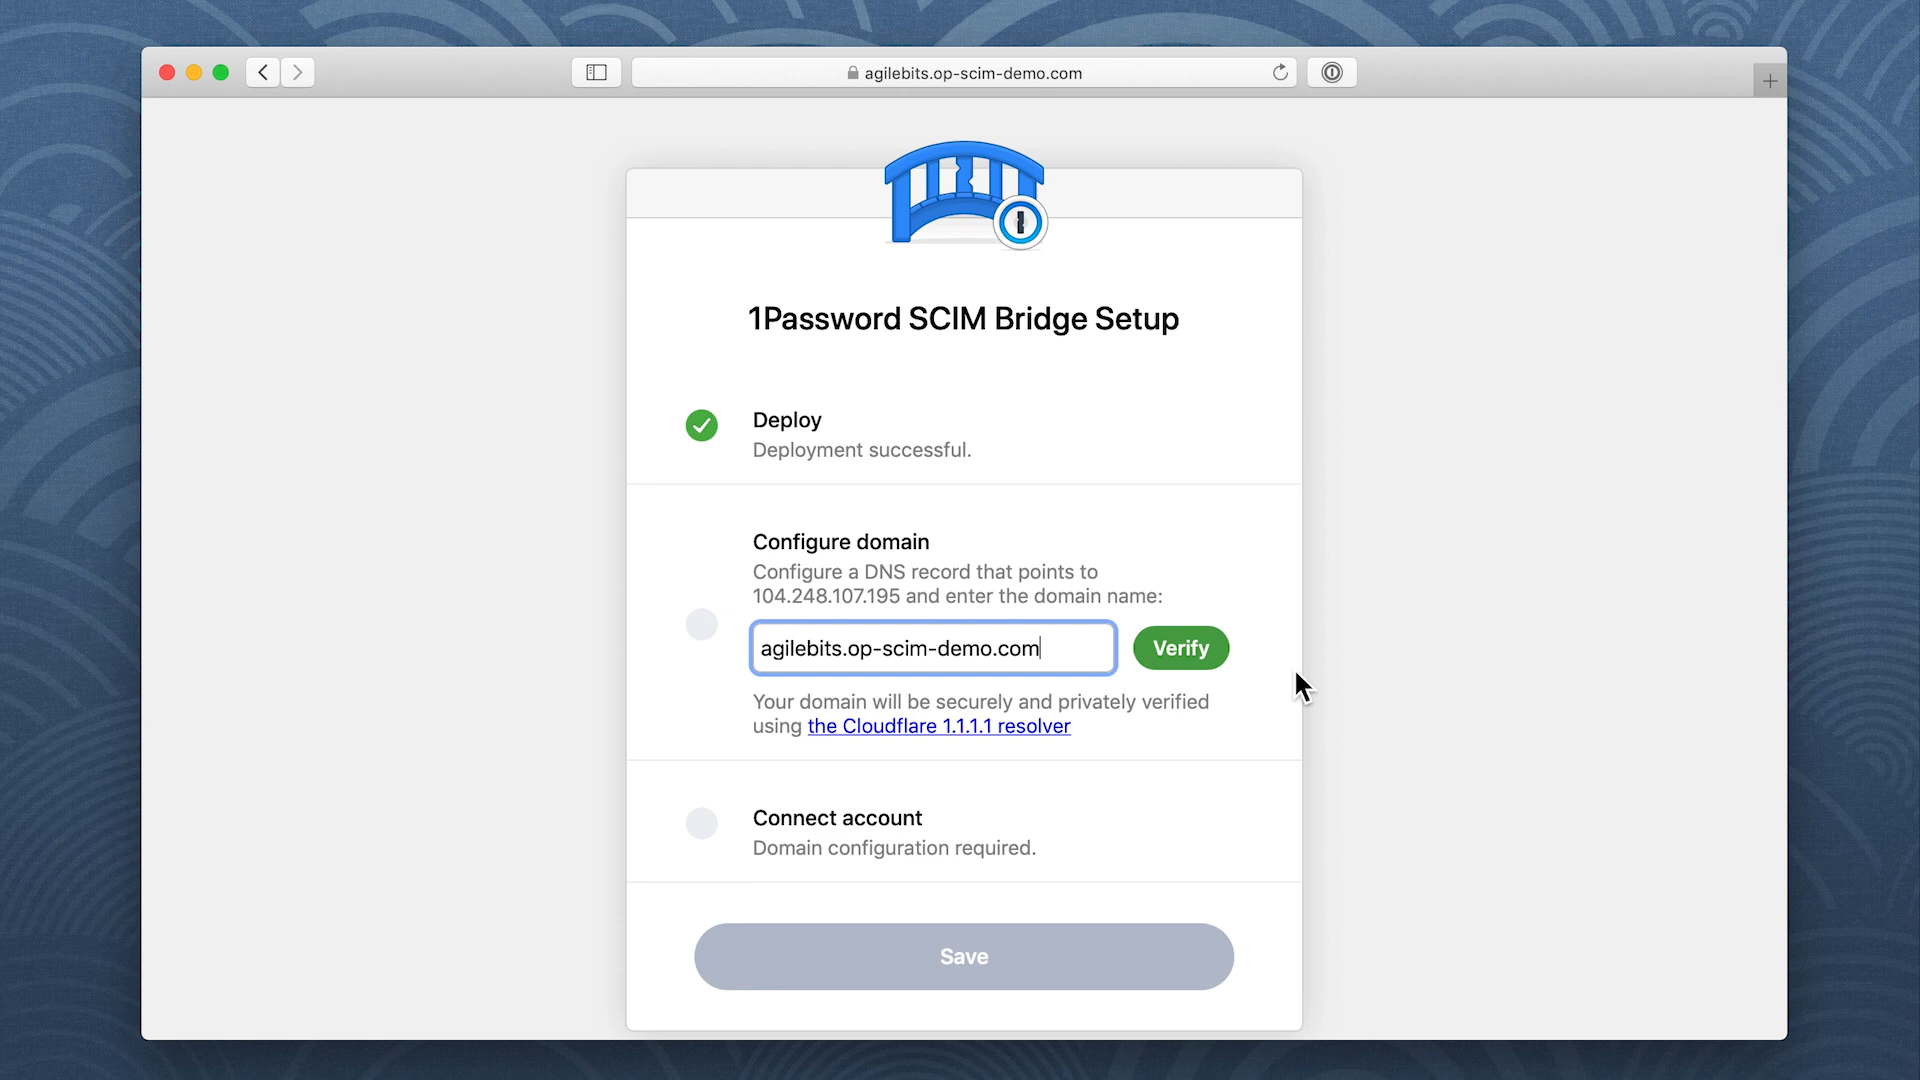 agilebits.op-scim-demo.com
1Password SCIM Bridge Setup
Deploy
Deployment successful.
Configure domain
Configure a DNS record that points to
104.248.107.195 and enter the domain name:
agilebits.op-scim-demo.com
Verify
Your domain will be securely and privately verified
using the Cloudflare 1.1.1.1 resolver
Connect account
Domain configuration required.
Save